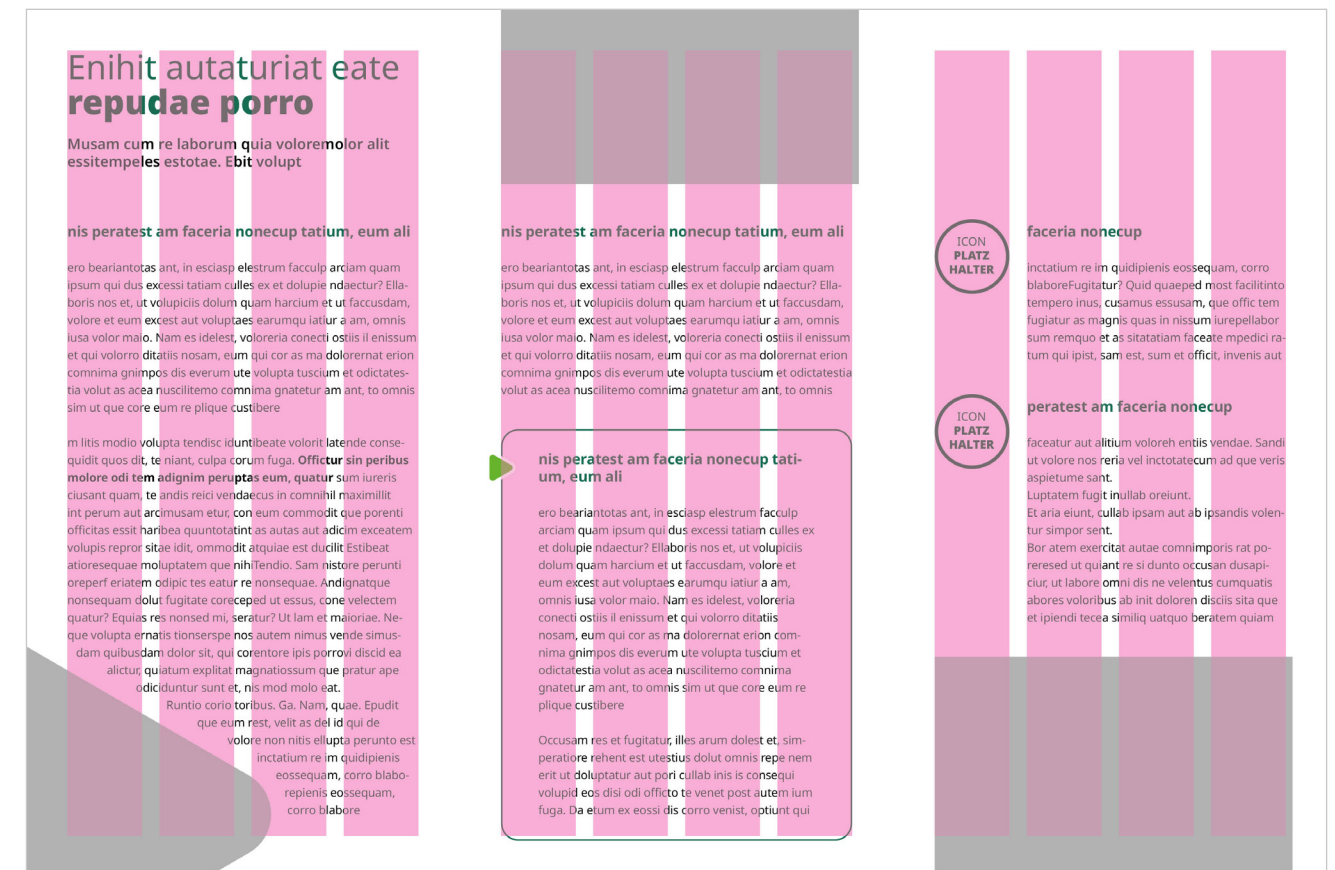 Enihit autaturiat eate
repudae porro
Musam cum re laborum quia voloremolor alit
essitempeles estotae. Ebit volupt
nis peratest am faceria nonecup tatium, eum ali
ero beariantotas ant, in esciasp elestrum facculp arciam quam
ipsum qui dus excessi tatiam culles ex et dolupie ndaectur? Ella-
boris nos et, ut volupiciis dolum quam harcium et ut faccusdam,
volore et eum excest aut voluptaes earumqu iatiur a am, omnis
iusa volor maio. Nam es idelest, voloreria conecti ostiis il enissum
et qui volorro ditatiis nosam, eum qui cor as ma dolorernat erion
comnima gnimpos dis everum ute volupta tuscium et odictates-
tia volut as acea nuscilitemo comnima gnatetur am ant, to omnis
sim ut que core eum re plique custibere
m litis modio volupta tendisc iduntibeate volorit latende conse-
quidit quos dit, te niant, culpa corum fuga. Offictur sin peribus
molore odi tem adignim peruptas eum, quatur sum iureris
ciusant quam, te andis reici vendaecus in comnihil maximillit
int perum aut arcimusam etur, con eum commodit que porenti
officitas essit haribea quuntotatint as autas aut adicim exceatem
volupis repror sitae idit, ommodit atquiae est ducilit Estibeat
atioresequae moluptatem que nihiTendio. Sam nistore perunti
oreperf eriatem odipic tes eatur re nonsequae. Andignatque
nonsequam dolut fugitate coreceped ut essus, cone velectem
quatur? Equias res nonsed mi, seratur? Ut lam et maioriae. Ne-
que volupta ernatis tionserspe nos autem nimus vende simus-
dam quibusdam dolor sit, qui corentore ipis porrovi discid ea
alictur, quiatum explitat magnatiossum que pratur ape
odiciduntur sunt et, nis mod molo eat.
Runtio corio toribus. Ga. Nam, quae. Epudit
que eum rest, velit as del id qui de
volore non nitis ellupta perunto est
inctatium re im quidipienis
eossequam, corro blabo-
repienis eossequam,
corro blabore
nis peratest am faceria nonecup tatium, eum ali
ero beariantotas ant, in esciasp elestrum facculp arciam quam
ipsum qui dus excessi tatiam culles ex et dolupie ndaectur? Ella-
boris nos et, ut volupiciis dolum quam harcium et ut faccusdam,
volore et eum excest aut voluptaes earumqu iatiur a am, omnis
iusa volor maio. Nam es idelest, voloreria conecti ostiis il enissum
et qui volorro ditatiis nosam, eum qui cor as ma dolorernat erion
comnima gnimpos dis everum ute volupta tuscium et odictatestia
volut as acea nuscilitemo comnima gnatetur am ant, to omnis
nis peratest am faceria nonecup tati-
um, eum ali
ero beariantotas ant, in esciasp elestrum facculp
arciam quam ipsum qui dus excessi tatiam culles ex
et dolupie ndaectur? Ellaboris nos et, ut volupiciis
dolum quam harcium et ut faccusdam, volore et
eum excest aut voluptaes earumqu iatiur a am,
omnis iusa volor maio. Nam es idelest, voloreria
conecti ostiis il enissum et qui volorro ditatiis
nosam, eum qui cor as ma dolorernat erion com-
nima gnimpos dis everum ute volupta tuscium et
odictatestia volut as acea nuscilitemo comnima
gnatetur am ant, to omnis sim ut que core eum re
plique custibere
Occusam res et fugitatur, illes arum dolest et, sim-
peratiore rehent est utestius dolut omnis repe nem
erit ut doluptatur aut pori cullab inis is consequi
volupid eos disi odi officto te venet post autem ium
fuga. Da etum ex eossi dis corro venist, optiunt qui
ICON
PLATZ
HALTER
faceria nonecup
inctatium re im quidipienis eossequam, corro
blaboreFugitatur? Quid quaeped most facilitinto
tempero inus, cusamus essusam, que offic tem
fugiatur as magnis quas in nissum iurepellabor
sum remquo et as sitatatiam faceate mpedici ra-
tum qui ipist, sam est, sum et officit, invenis aut
ICON
PLATZ
HALTER
peratest am faceria nonecup
faceatur aut alitium voloreh entiis vendae. Sandi
ut volore nos reria vel inctotatecum ad que veris
aspietume sant.
Luptatem fugit inullab oreiunt.
Et aria eiunt, cullab ipsam aut ab ipsandis volen-
tur simpor sent.
Bor atem exercitat autae comnimporis rat po-
reresed ut quiant re si dunto occusan dusapi-
ciur, ut labore omni dis ne velentus cumquatis
abores voloribus ab init doloren disciis sita que
et ipiendi tecea similiq uatquo beratem quiam